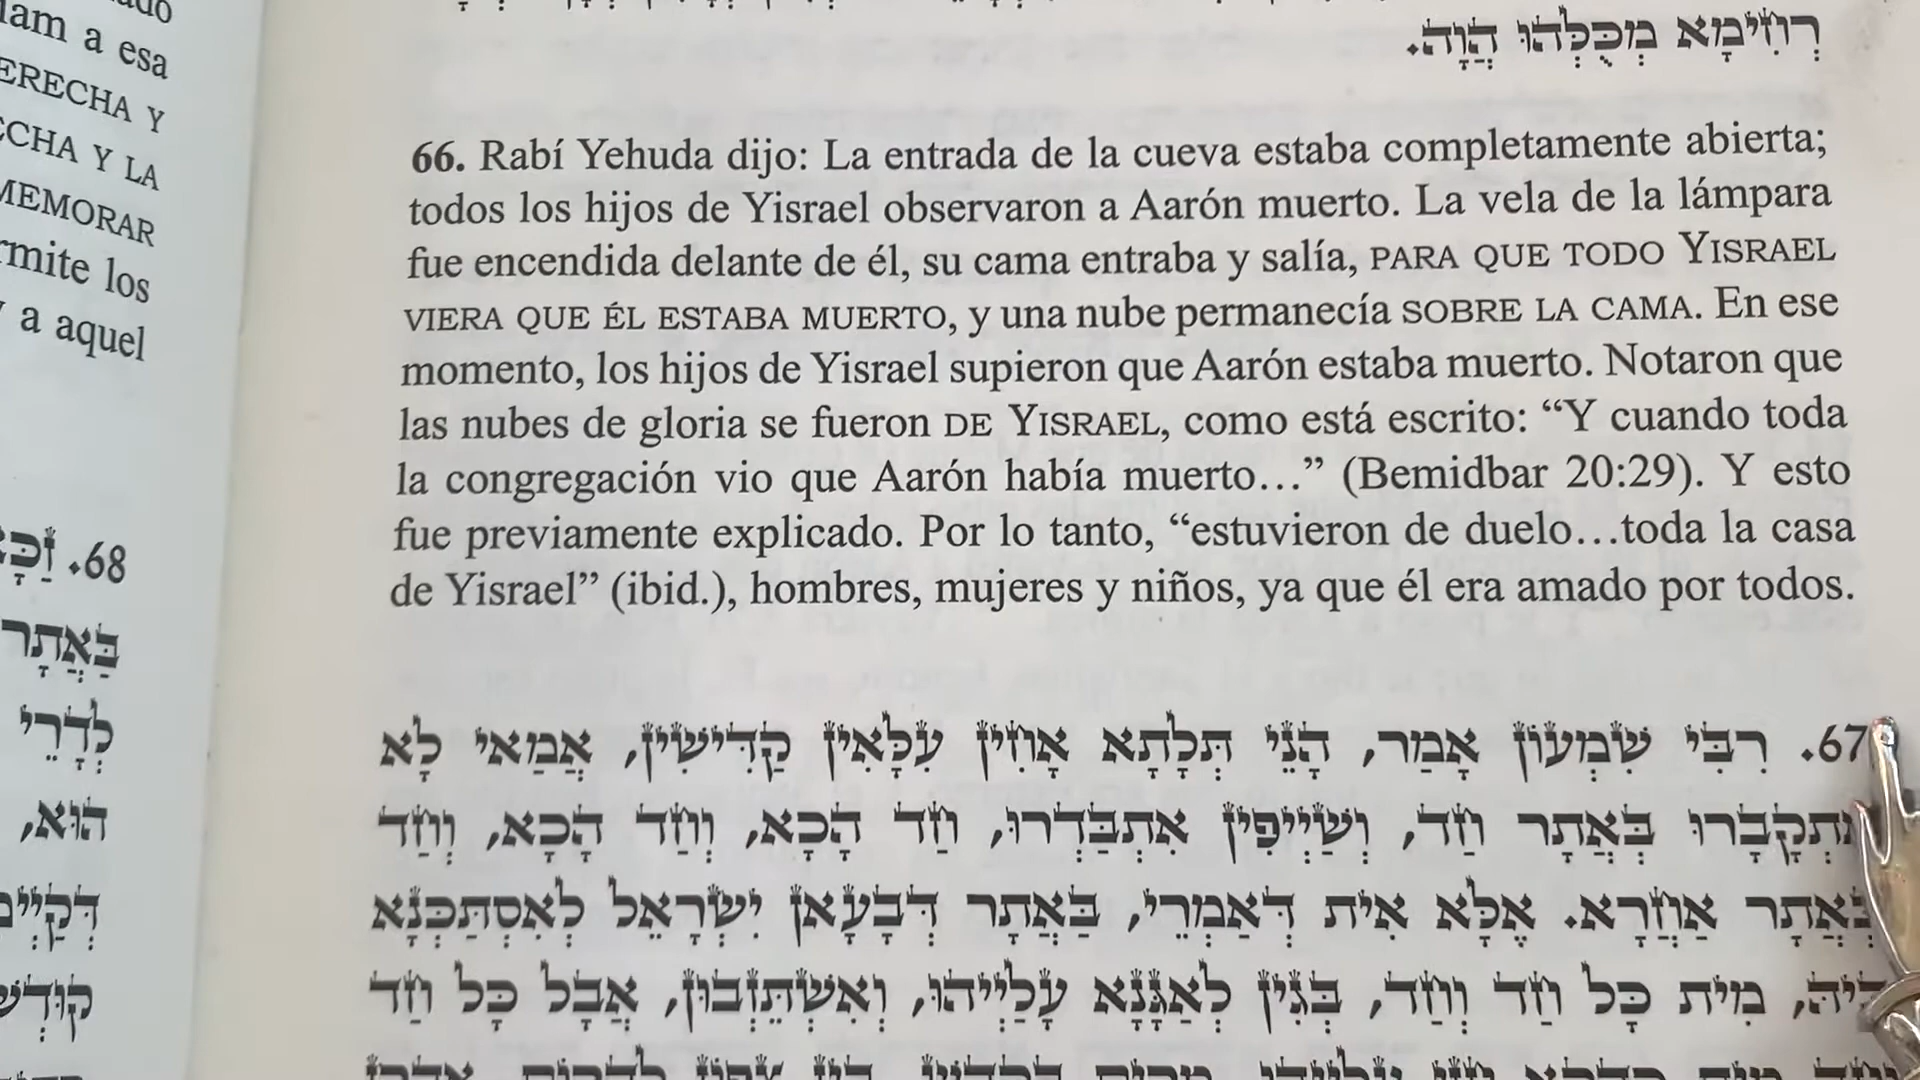 lam a esa
ERECHA Y
CHA Y LA
MEMORAR
rmite los
a aquel
68.
בַּאֲתָר
לְדָרֵי
הוּא,
רְחִימָא מְכֻּלְּהוּ הֲוָה.
66. Rabí Yehuda dijo: La entrada de la cueva estaba completamente abierta;
todos los hijos de Yisrael observaron a Aarón muerto. La vela de la lámpara
fue encendida delante de él, su cama entraba y salía, PARA QUE TODO YISRAEL
VIERA QUE ÉL ESTABA MUERTO, y una nube permanecía SOBRE LA CAMA. En ese
momento, los hijos de Yisrael supieron que Aarón estaba muerto. Notaron que
las nubes de gloria se fueron DE YISRAEL, como está escrito: “Y cuando toda
la congregación vio que Aarón había muerto…” (Bemidbar 20:29). Y esto
fue previamente explicado. Por lo tanto, “estuvieron de duelo…toda la casa
de Yisrael” (ibid.), hombres, mujeres y niños, ya que él era amado por todos.
67. רִבִּי שִׁמְעוֹן אָמַר, הָנֵי תְּלָתָא אָחִין עִלָּאִין קַדִּישִׁין, אֲמַאי לָא
תְקָבָרוּ בְּאֲתָר חַד, וְשַׁיְיפִין אִתְבַּדְּרוּ, חַד הָכָא, וְחַד הָכָא, וְחַד
בְּאֲתָר אַחֲרָא. אֶלָּא אִית דְּאַמְרֵי, בַּאֲתָר דְּבָעָאן יִשְׂרָאֵל לְאִסְתַּכְּנָא
לֵיהּ, מִית כָּל חַד וְחַד, בְּגִין לְאַגָּנָא עָלַיְיהוּ, וְאִשְׁתֵּזְבוּן, אֲבָל כָּל חַד